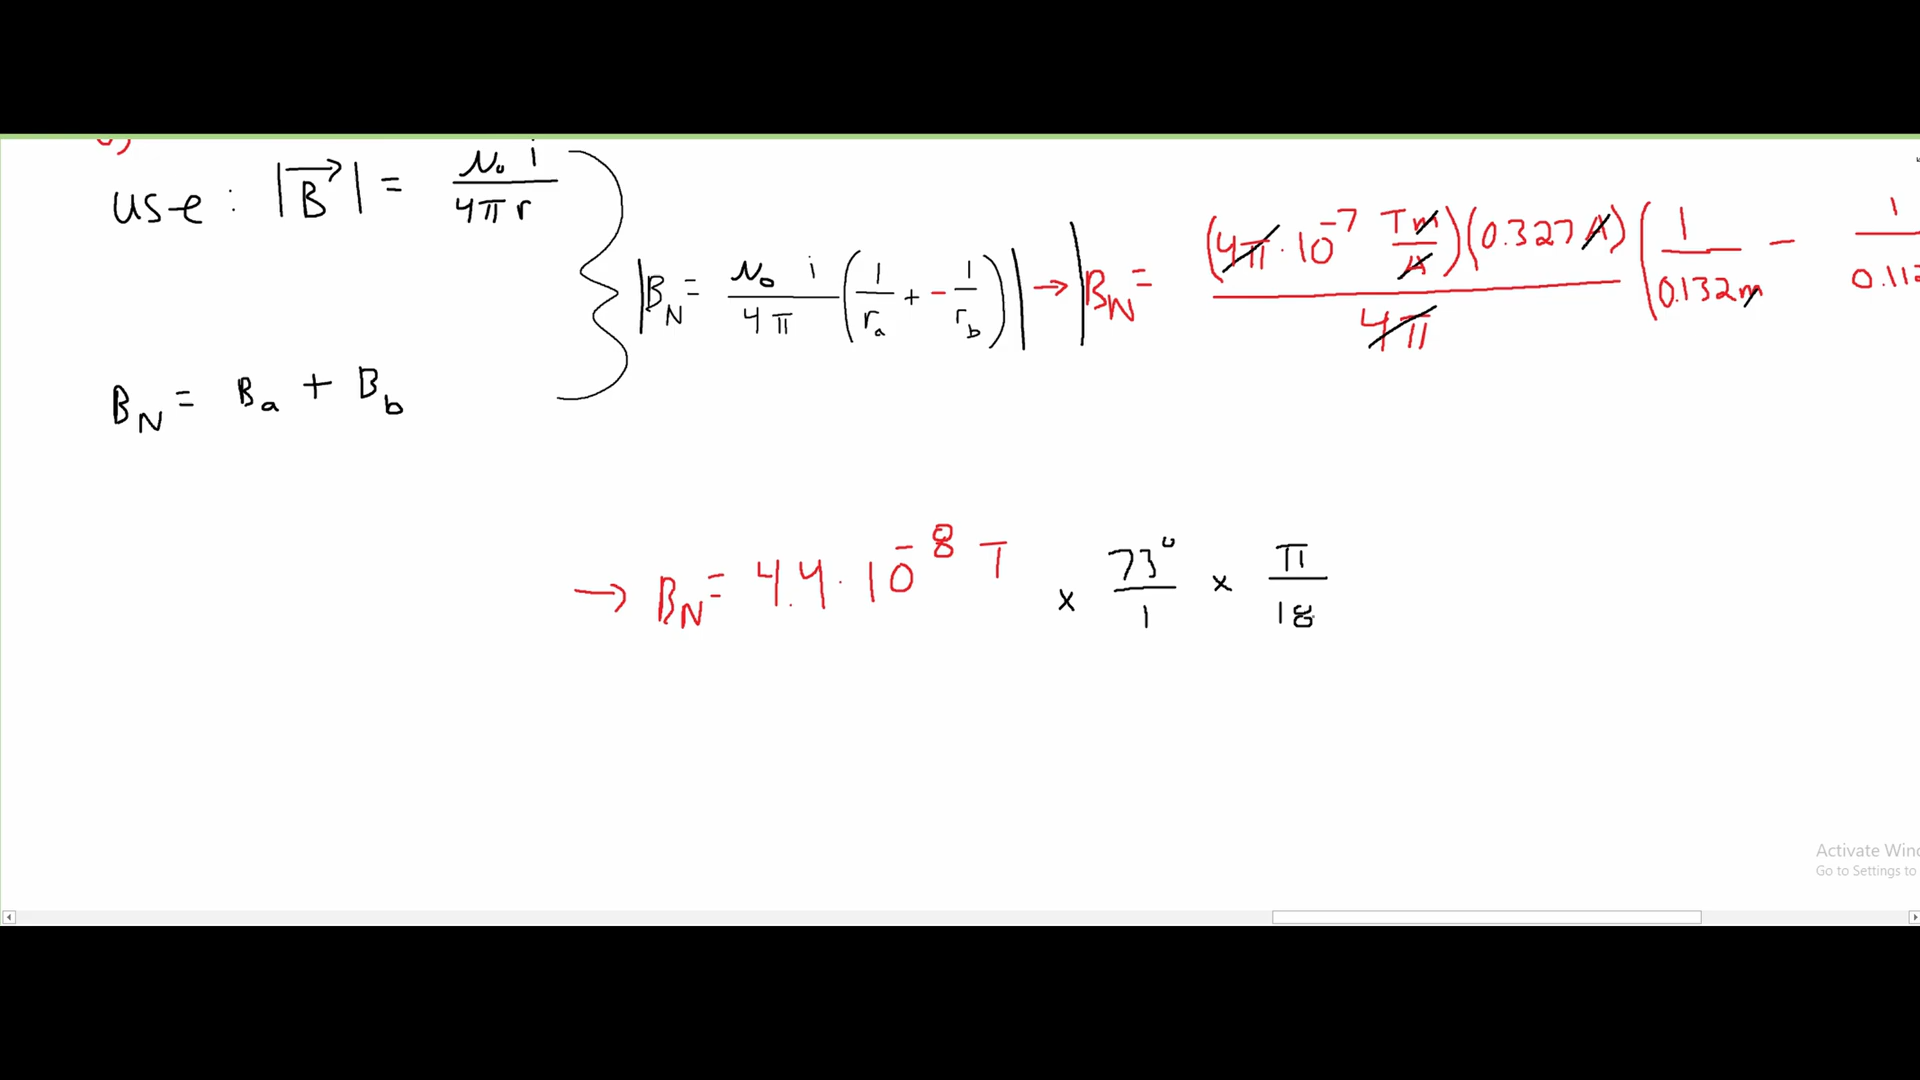 use : |B⃗| = μ₀ i / 4π r
|B_N = μ₀ i / 4π (1/r_a + - 1/r_b)| → |B_N = (4π · 10⁻⁷ Tm/A)(0.327 A) / 4π (1/0.132m - 1/0.112
B_N = B_a + B_b
→ B_N = 4.4 · 10⁻⁸ T × 73°/1 × π/18
Activate Wind
Go to Settings to